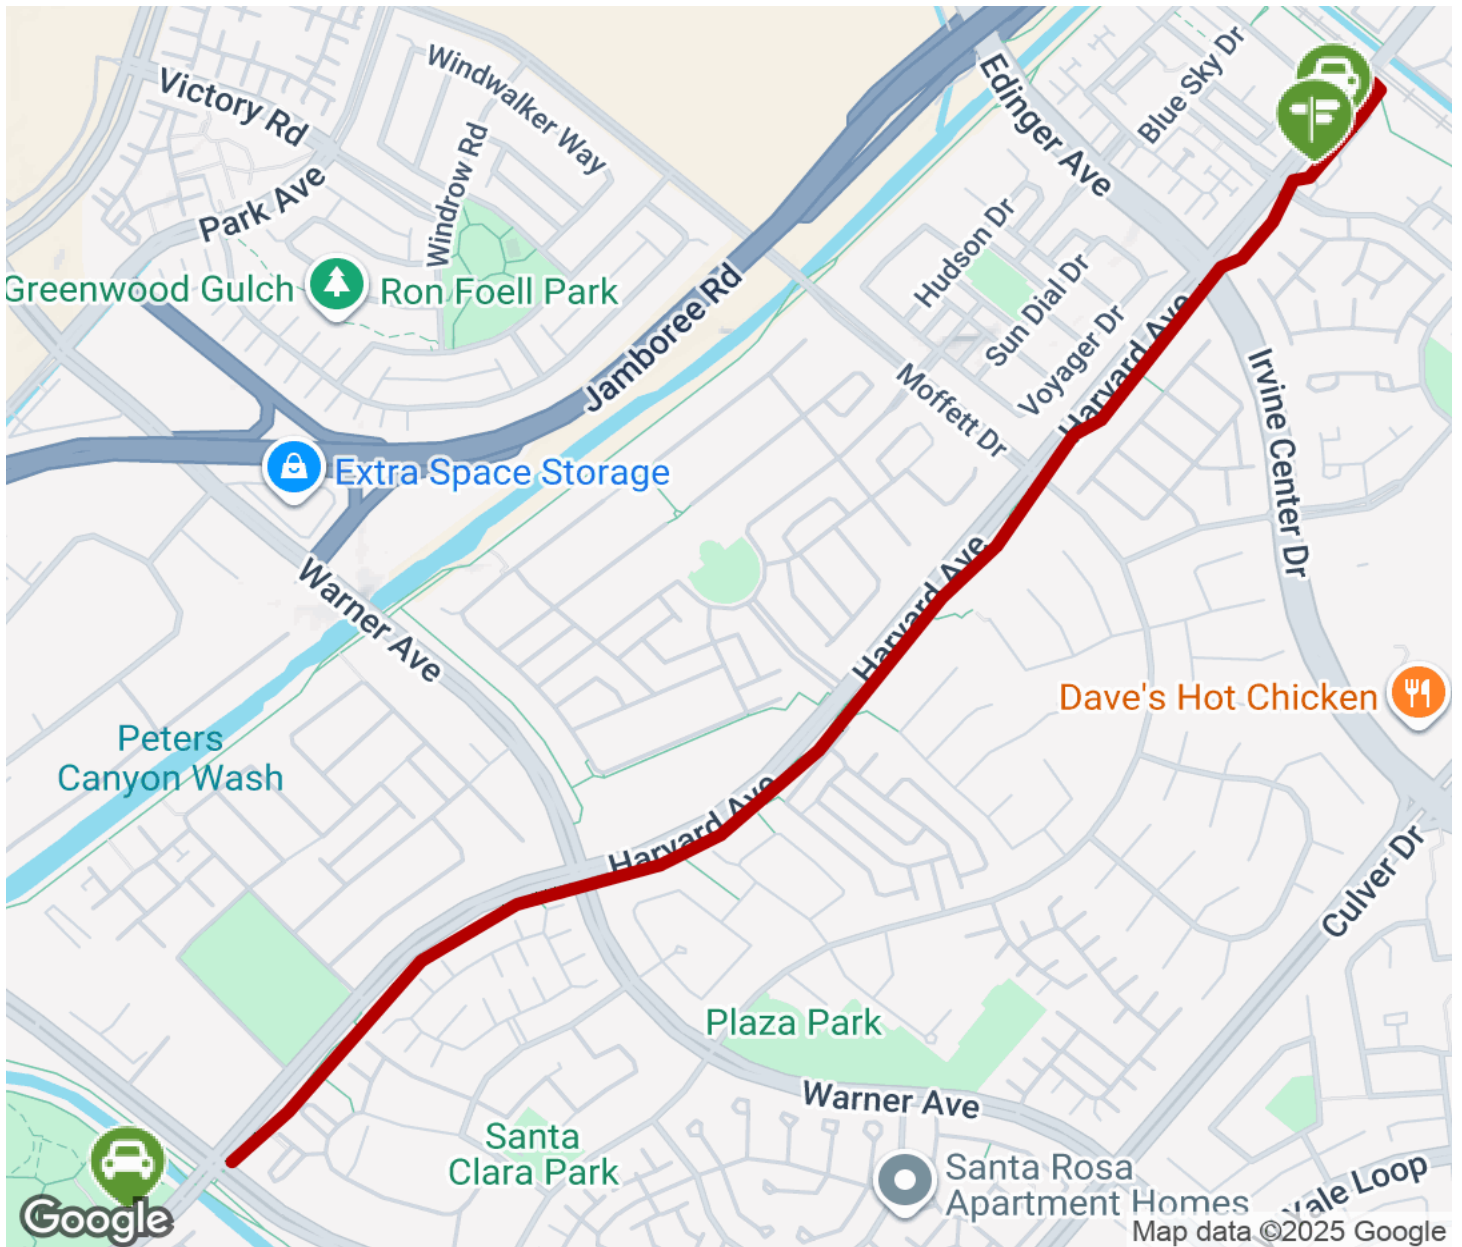 Windwalker Way
Victory Rd
Blue Sky Dr
Edinger Ave
Windrow Rd
Park Ave
Hudson Dr
Greenwood Gulch
Ron Foell Park
Jamboree Rd
Sun Dial Dr
Voyager Dr
Harvard Ave
Moffett Dr
Irvine Center Dr
Extra Space Storage
Warner Ave
Harvard Ave
Dave's Hot Chicken
Peters
Canyon Wash
Harvard Ave
Culver Dr
Plaza Park
Warner Ave
Santa
Clara Park
Santa Rosa
Apartment Homes
Yale Loop
Google
Map data ©2025 Google